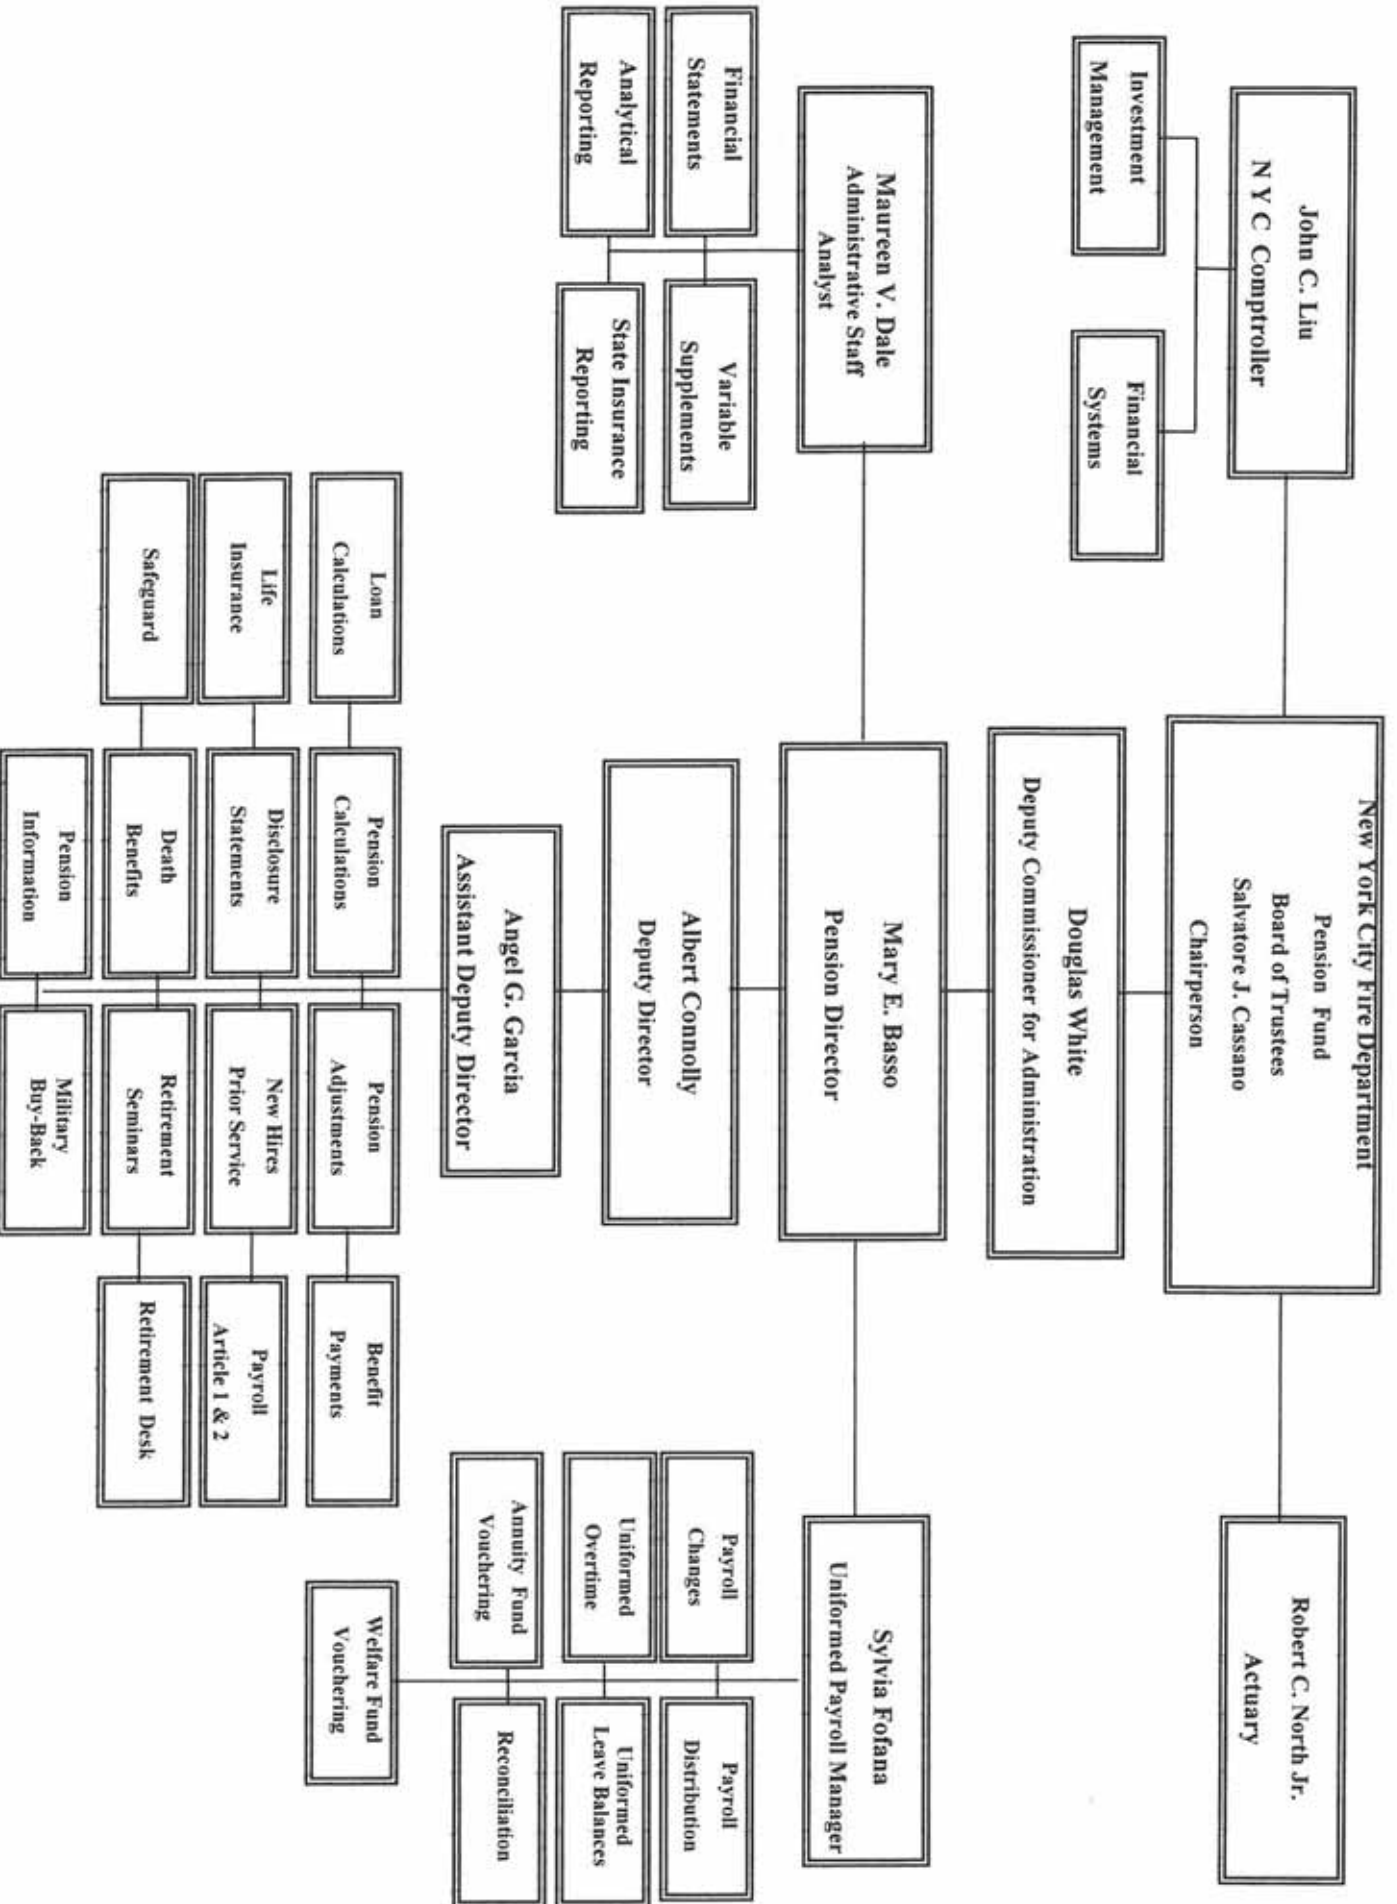 New York City Fire Department
Pension Fund
Board of Trustees
Salvatore J. Cassano
Chairperson
John C. Liu
N Y C Comptroller
Investment
Management
Financial
Systems
Robert C. North Jr.
Actuary
Douglas White
Deputy Commissioner for Administration
Mary E. Basso
Pension Director
Maureen V. Dale
Administrative Staff
Analyst
Financial
Statements
Variable
Supplements
Analytical
Reporting
State Insurance
Reporting
Sylvia Fofana
Uniformed Payroll Manager
Payroll
Changes
Payroll
Distribution
Uniformed
Overtime
Uniformed
Leave Balances
Annuity Fund
Vouchering
Reconciliation
Welfare Fund
Vouchering
Albert Connolly
Deputy Director
Angel G. Garcia
Assistant Deputy Director
Loan
Calculations
Pension
Calculations
Pension
Adjustments
Benefit
Payments
Life
Insurance
Disclosure
Statements
New Hires
Prior Service
Payroll
Article 1 & 2
Safeguard
Death
Benefits
Retirement
Seminars
Retirement Desk
Pension
Information
Military
Buy-Back